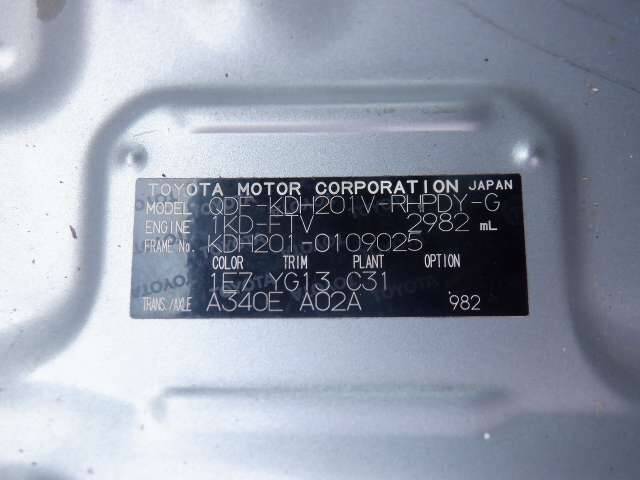 TOYOTA MOTOR CORPORATION JAPAN
MODEL QDF-KDH201V-RHPDY-G
ENGINE 1KD-FTV 2982 mL
FRAME No. KDH201-0109025
COLOR TRIM PLANT OPTION
1E7 YG13 C31
TRANS./AXLE A340E A02A 982